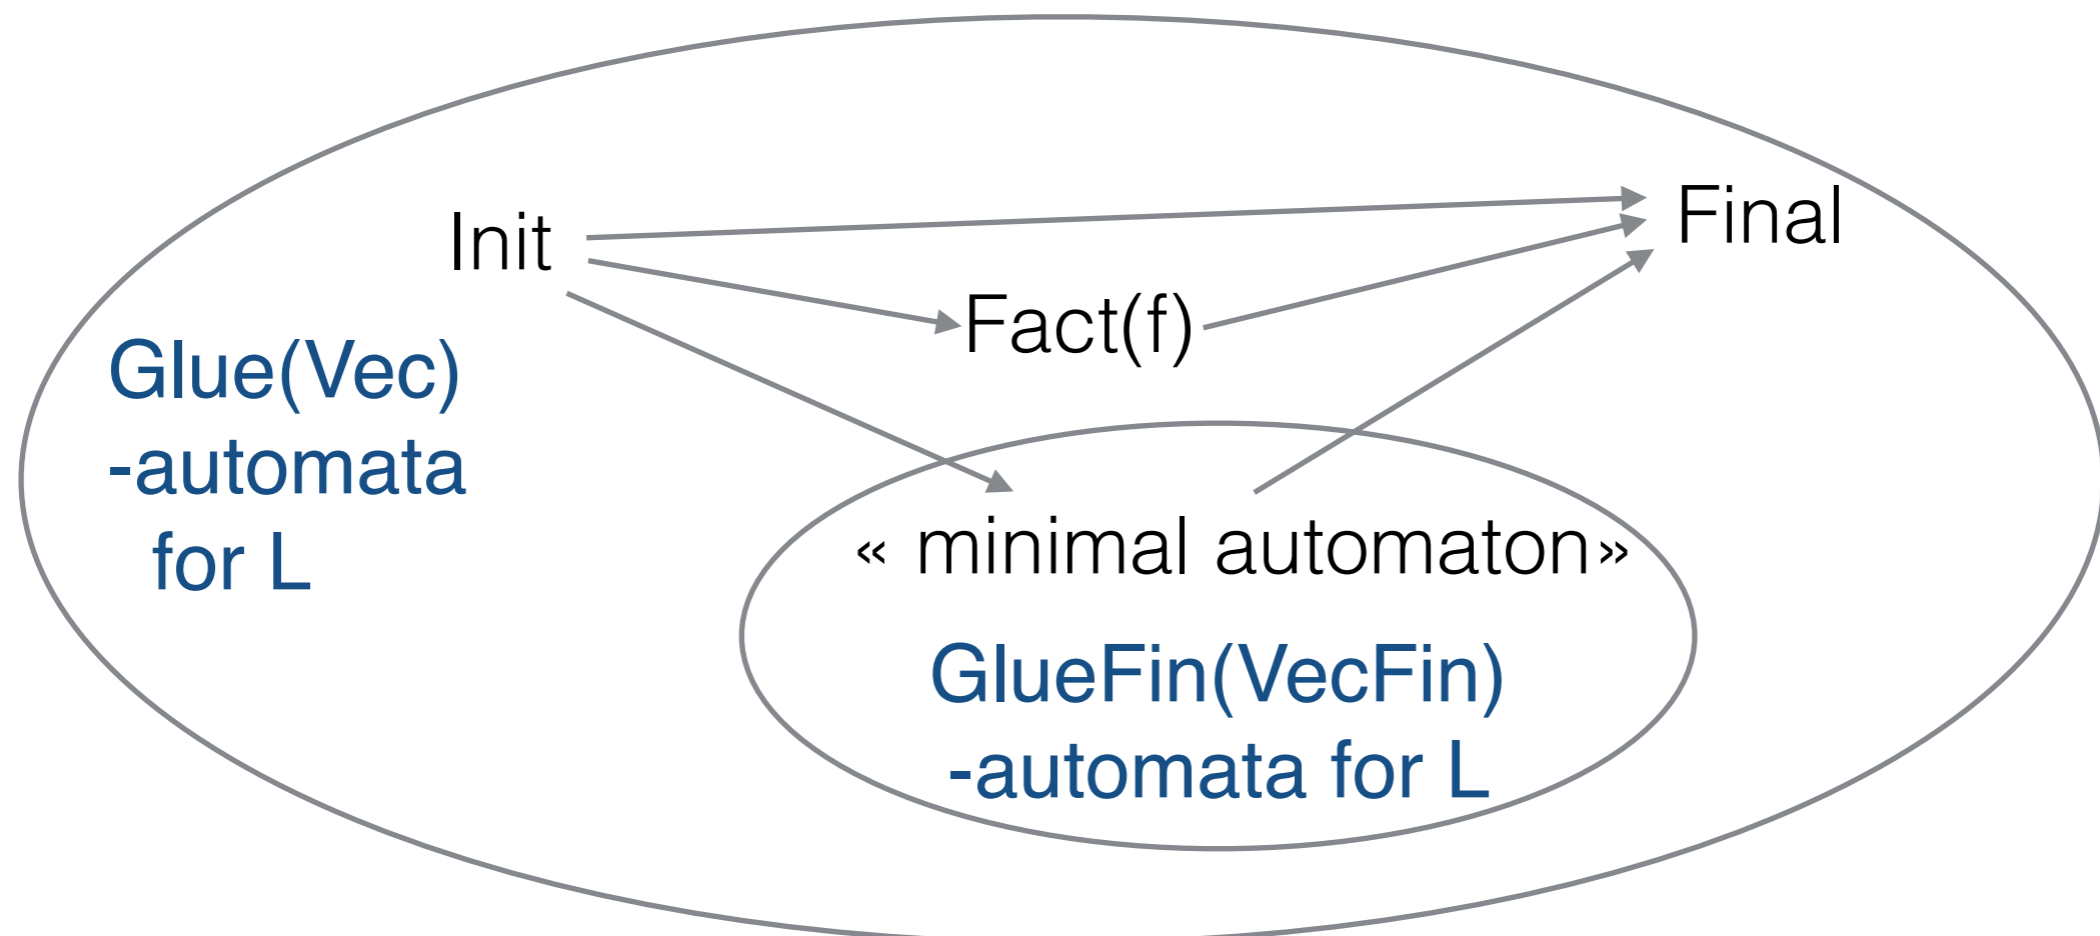 Init
Final
Fact(f)
Glue(Vec)
-automata
for L
« minimal automaton»
GlueFin(VecFin)
-automata for L